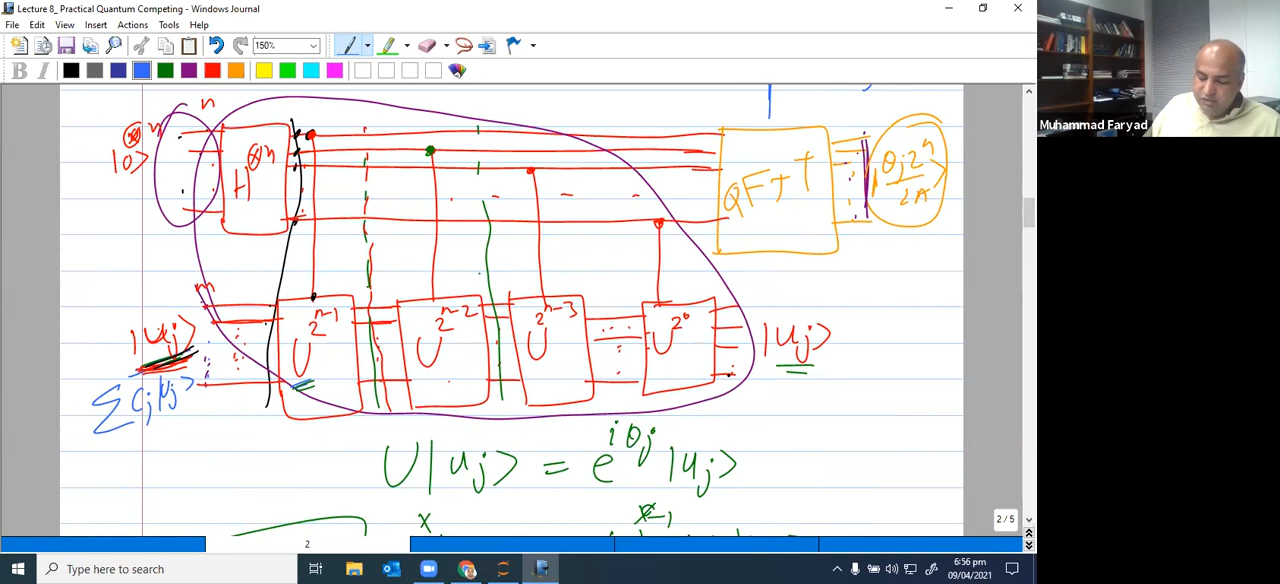 Lecture 8_ Practical Quantum Competing - Windows Journal
File Edit View Insert Actions Tools Help
150%
B I
Muhammad Faryad
n
|0>⊗n
H⊗n
QFT†
|θj2^n/2π>
m
|uj>
U^2^n-1
U^2^n-2
U^2^n-3
U^2^0
|uj>
∑cj|uj>
U|uj> = e^iθj |uj>
x
2 / 5
2
Type here to search
6:56 pm
09/04/2021